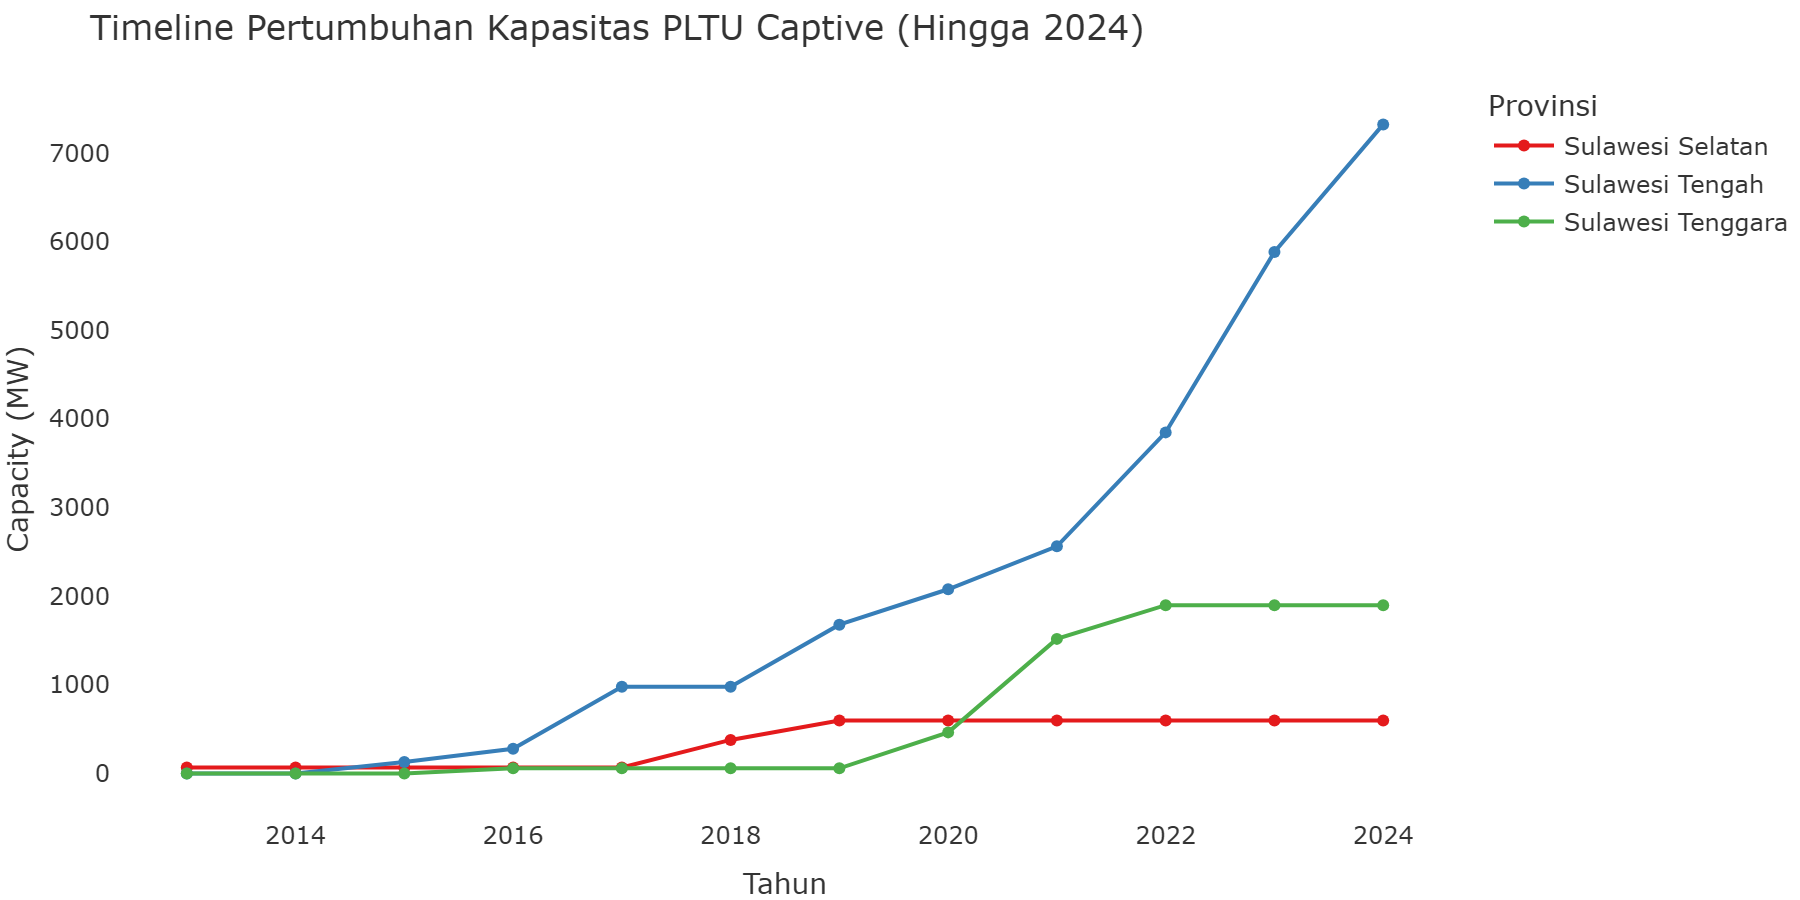 Timeline Pertumbuhan Kapasitas PLTU Captive (Hingga 2024)
Provinsi
Sulawesi Selatan
Sulawesi Tengah
Sulawesi Tenggara
Capacity (MW)
7000
6000
5000
4000
3000
2000
1000
0
2014 2016 2018 2020 2022 2024
Tahun